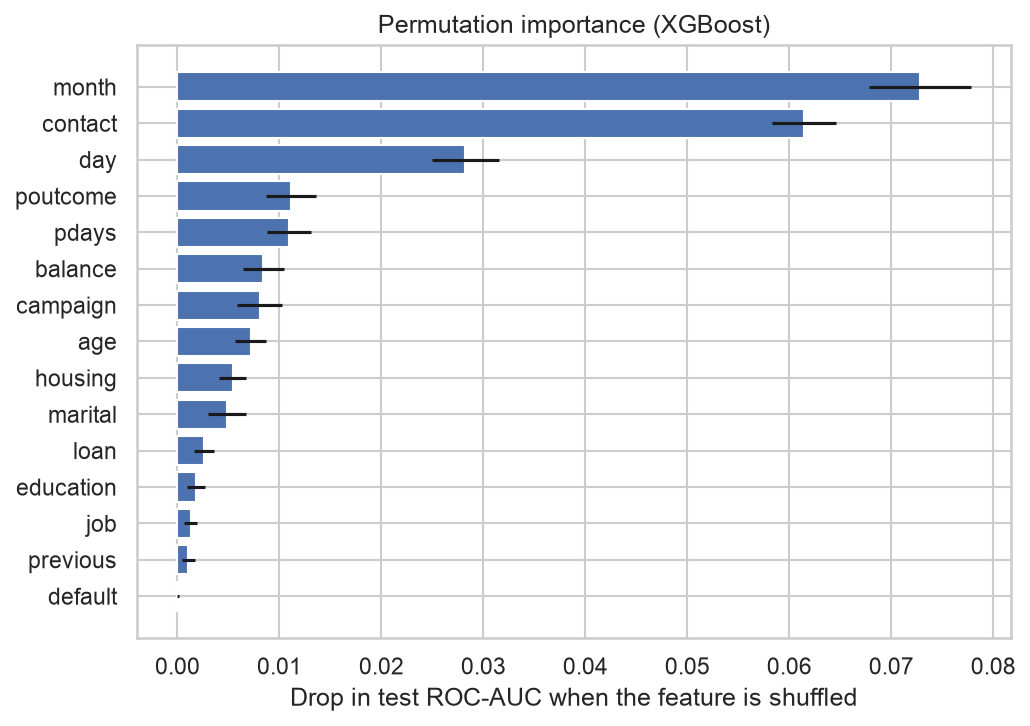 Permutation importance (XGBoost)
month
contact
day
poutcome
pdays
balance
campaign
age
housing
marital
loan
education
job
previous
default
0.00 0.01 0.02 0.03 0.04 0.05 0.06 0.07 0.08
Drop in test ROC-AUC when the feature is shuffled